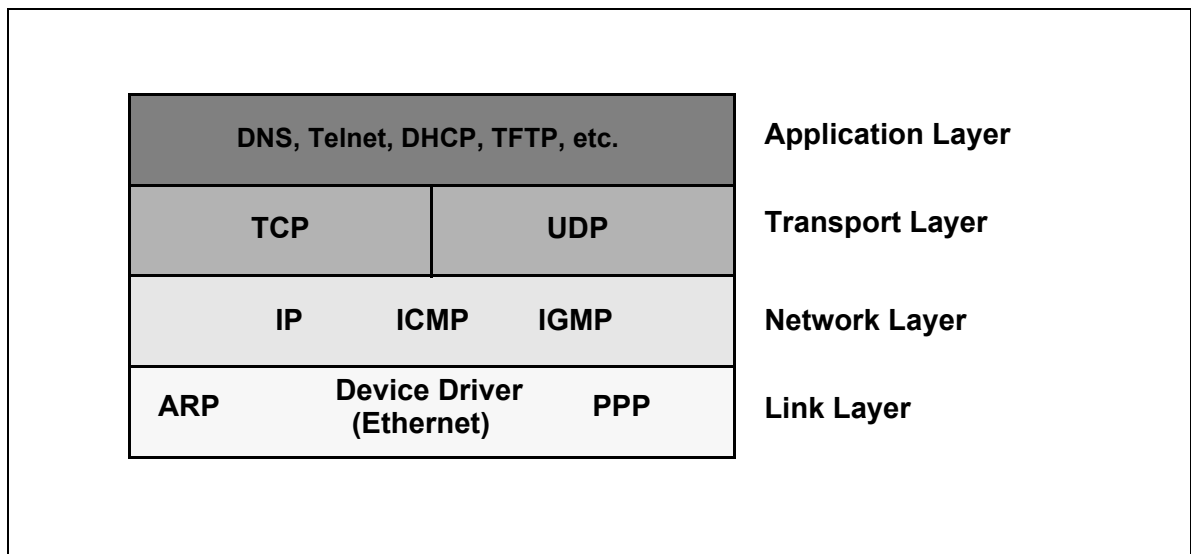 DNS, Telnet, DHCP, TFTP, etc. Application Layer
TCP UDP Transport Layer
IP ICMP IGMP Network Layer
ARP Device Driver (Ethernet) PPP Link Layer